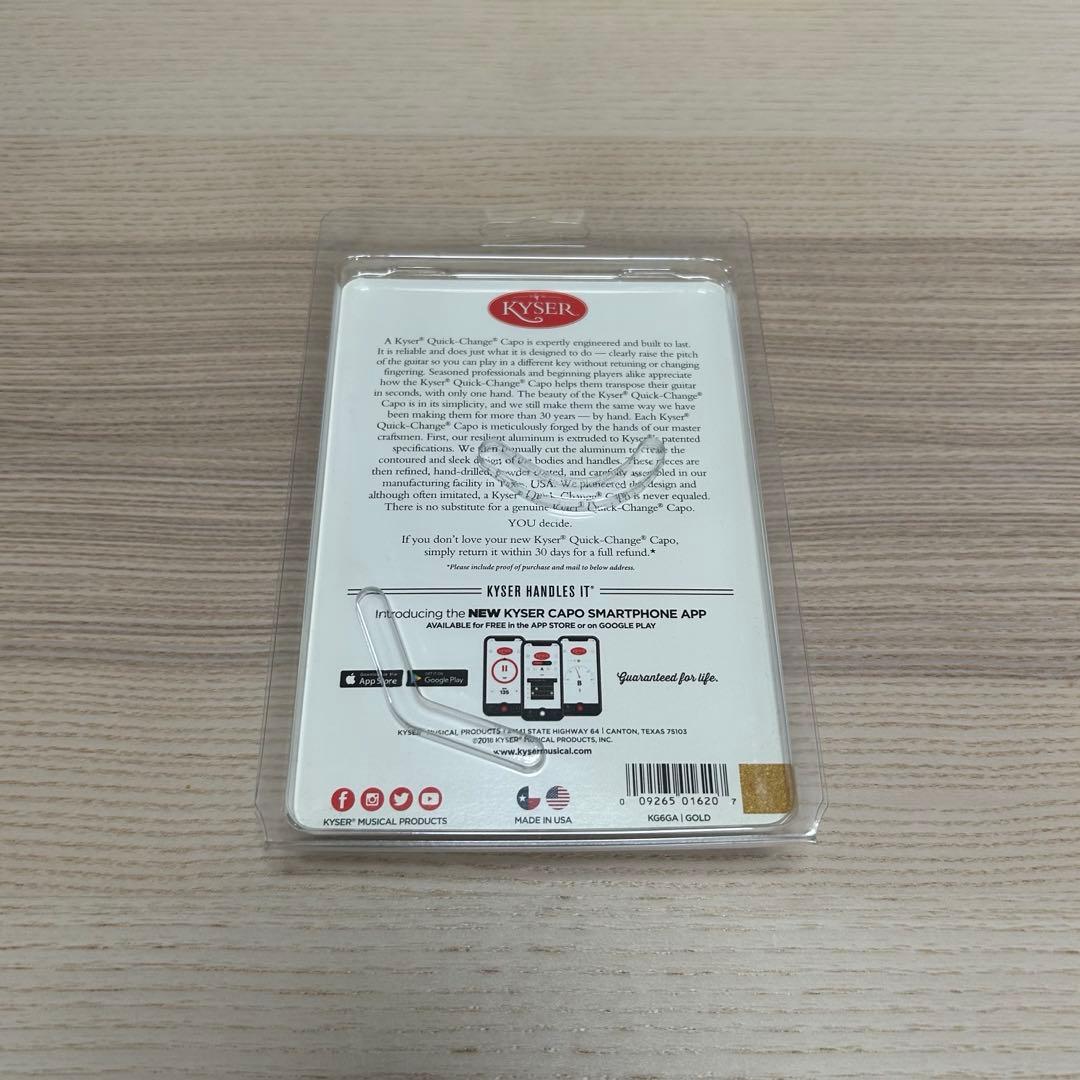 KYSER
A Kyser® Quick-Change® Capo is expertly engineered and built to last.
It is reliable and does just what it is designed to do — clearly raise the pitch
of the guitar so you can play in a different key without retuning or changing
fingering. Seasoned professionals and beginning players alike appreciate
how the Kyser® Quick-Change® Capo helps them transpose their guitar
in seconds, with only one hand. The beauty of the Kyser® Quick-Change®
Capo is in its simplicity, and we still make them the same way we have
been making them for more than 30 years — by hand. Each Kyser®
Quick-Change® Capo is meticulously forged by the hands of our master
craftsmen. First, our resilient aluminum is extruded to Kyser's patented
specifications. We then manually cut the aluminum to create the
contoured and sleek design of the bodies and handles. These pieces are
then refined, hand-drilled, powder coated, and carefully assembled in our
manufacturing facility in Texas, USA. We pioneered this design and
although often imitated, a Kyser® Quick-Change® Capo is never equaled.
There is no substitute for a genuine Kyser® Quick-Change® Capo.
YOU decide.
If you don't love your new Kyser® Quick-Change® Capo,
simply return it within 30 days for a full refund.*
*Please include proof of purchase and mail to below address.
KYSER HANDLES IT®
Introducing the NEW KYSER CAPO SMARTPHONE APP
AVAILABLE for FREE in the APP STORE or on GOOGLE PLAY
Download on the App Store
GET IT ON Google Play
135
B
Guaranteed for life.
KYSER MUSICAL PRODUCTS | STATE HIGHWAY 64 | CANTON, TEXAS 75103
©2018 KYSER® MUSICAL PRODUCTS, INC.
www.kysermusical.com
KYSER® MUSICAL PRODUCTS
MADE IN USA
0 09265 01620 7
KG6GA | GOLD